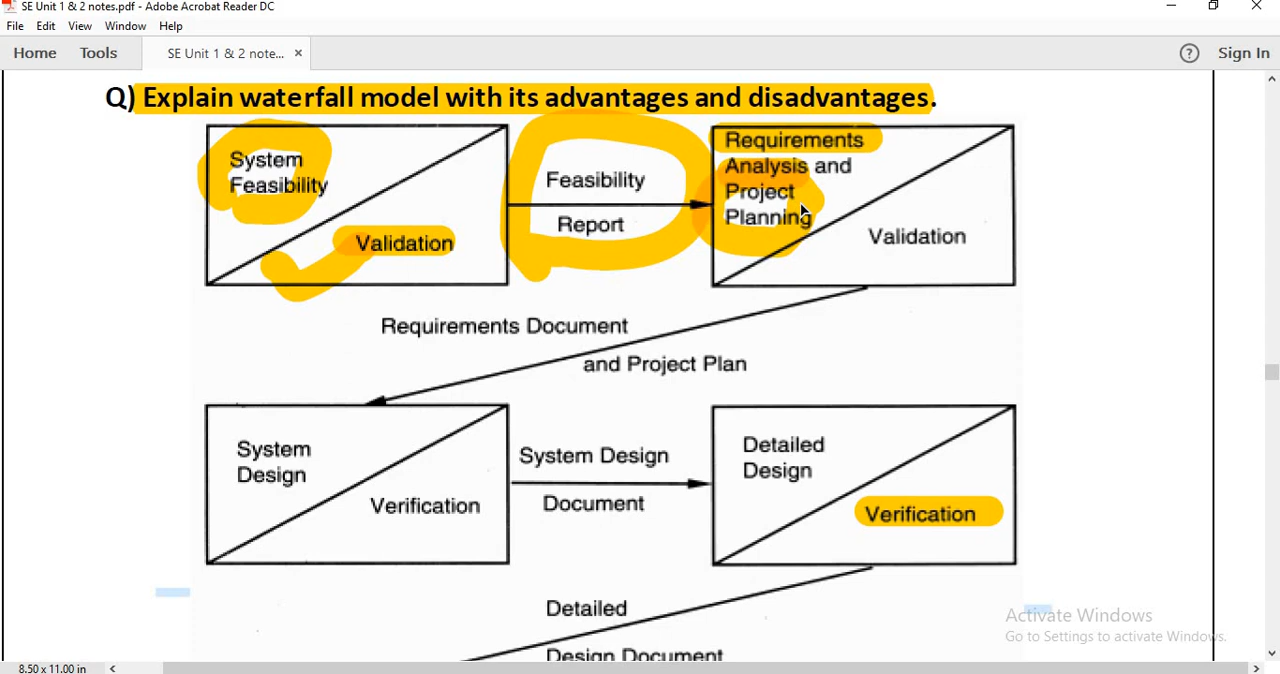 SE Unit 1 & 2 notes.pdf - Adobe Acrobat Reader DC
File Edit View Window Help
Home Tools SE Unit 1 & 2 note... × ? Sign In
Q) Explain waterfall model with its advantages and disadvantages.
System
Feasibility
Validation
Feasibility
Report
Requirements
Analysis and
Project
Planning
Validation
Requirements Document
and Project Plan
System
Design
Verification
System Design
Document
Detailed
Design
Verification
Detailed
Design Document
Activate Windows
Go to Settings to activate Windows.
8.50 x 11.00 in